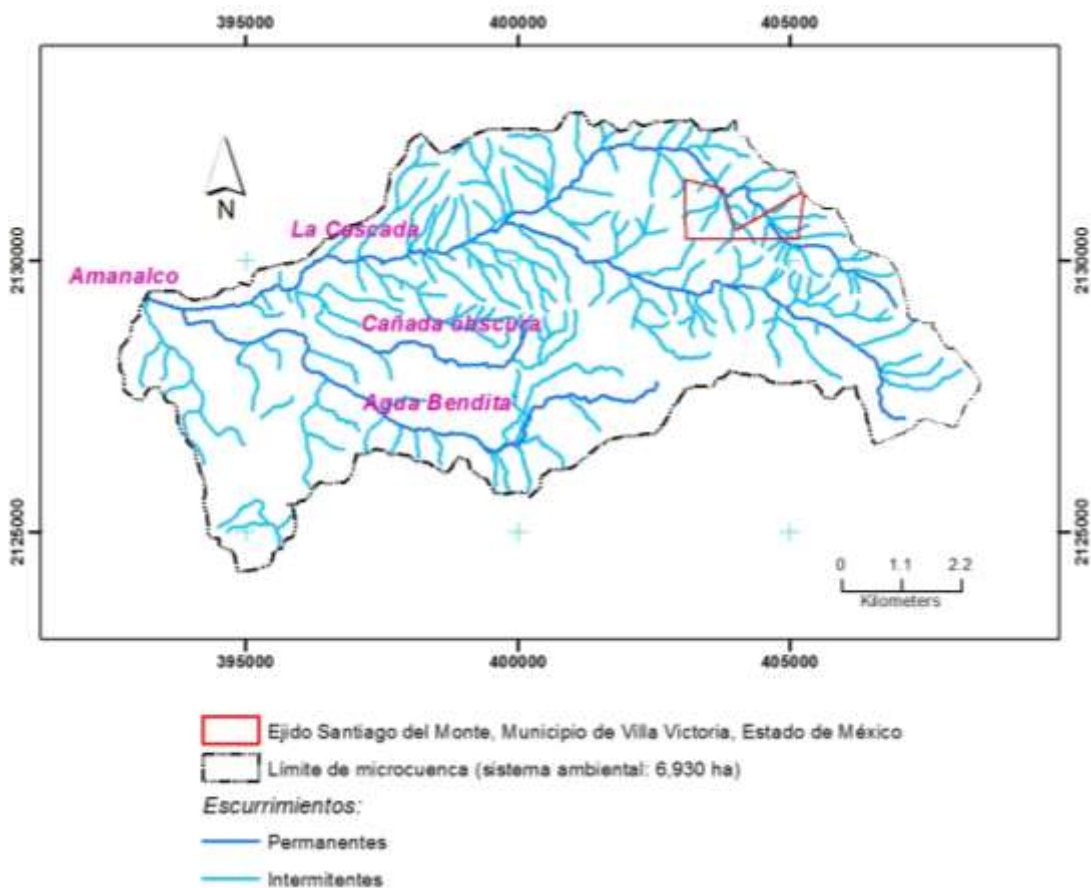 395000 400000 405000
N
La Cascada
2130000 2130000
Amanalco
Cañada obscura
Agua Bendita
2125000 2125000
0 1.1 2.2
Kilometers
395000 400000 405000
Ejido Santiago del Monte, Municipio de Villa Victoria, Estado de México
Límite de microcuenca (sistema ambiental: 6,930 ha)
Escurrimientos:
Permanentes
Intermitentes